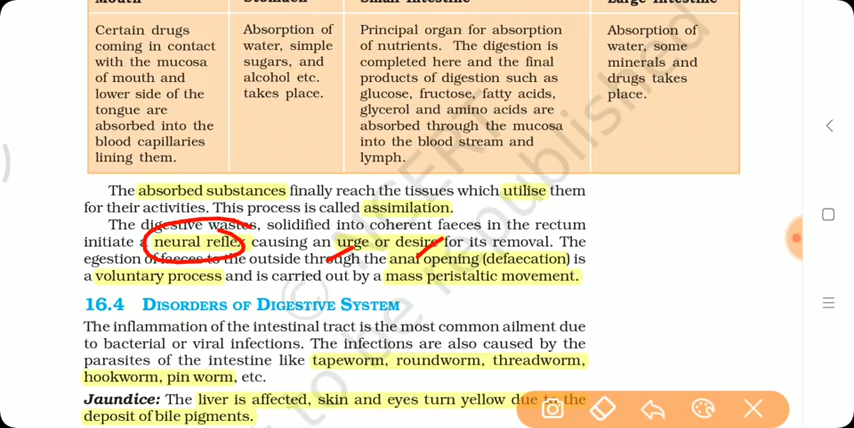 Mouth Stomach Small Intestine Large Intestine
Certain drugs
coming in contact
with the mucosa
of mouth and
lower side of the
tongue are
absorbed into the
blood capillaries
lining them.
Absorption of
water, simple
sugars, and
alcohol etc.
takes place.
Principal organ for absorption
of nutrients. The digestion is
completed here and the final
products of digestion such as
glucose, fructose, fatty acids,
glycerol and amino acids are
absorbed through the mucosa
into the blood stream and
lymph.
Absorption of
water, some
minerals and
drugs takes
place.
The absorbed substances finally reach the tissues which utilise them
for their activities. This process is called assimilation.
The digestive wastes, solidified into coherent faeces in the rectum
initiate a neural reflex causing an urge or desire for its removal. The
egestion of faeces to the outside through the anal opening (defaecation) is
a voluntary process and is carried out by a mass peristaltic movement.
16.4 DISORDERS OF DIGESTIVE SYSTEM
The inflammation of the intestinal tract is the most common ailment due
to bacterial or viral infections. The infections are also caused by the
parasites of the intestine like tapeworm, roundworm, threadworm,
hookworm, pin worm, etc.
Jaundice: The liver is affected, skin and eyes turn yellow due to the
deposit of bile pigments.
© NCERT
to be republished